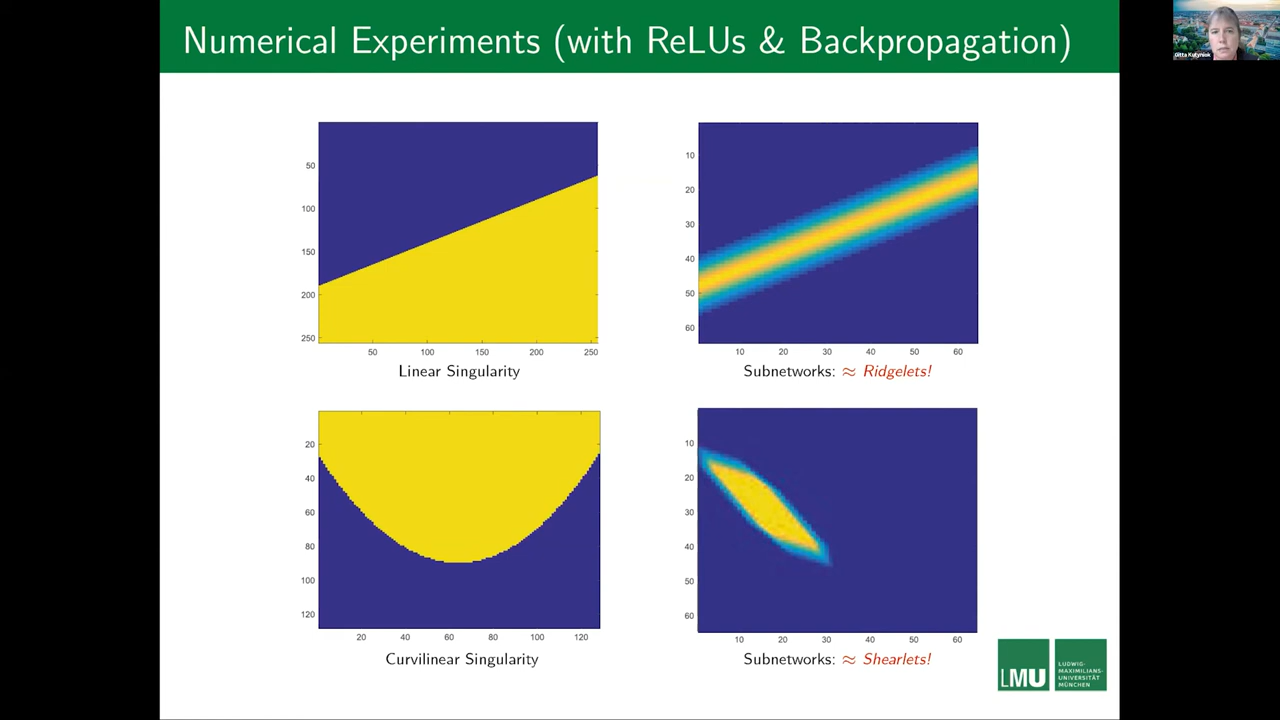 Numerical Experiments (with ReLUs & Backpropagation)
Gitta Kutyniok
50
100
150
200
250
50 100 150 200 250
Linear Singularity
10
20
30
40
50
60
10 20 30 40 50 60
Subnetworks: ≈ Ridgelets!
20
40
60
80
100
120
20 40 60 80 100 120
Curvilinear Singularity
10
20
30
40
50
60
10 20 30 40 50 60
Subnetworks: ≈ Shearlets!
LMU
LUDWIG-
MAXIMILIANS-
UNIVERSITÄT
MÜNCHEN